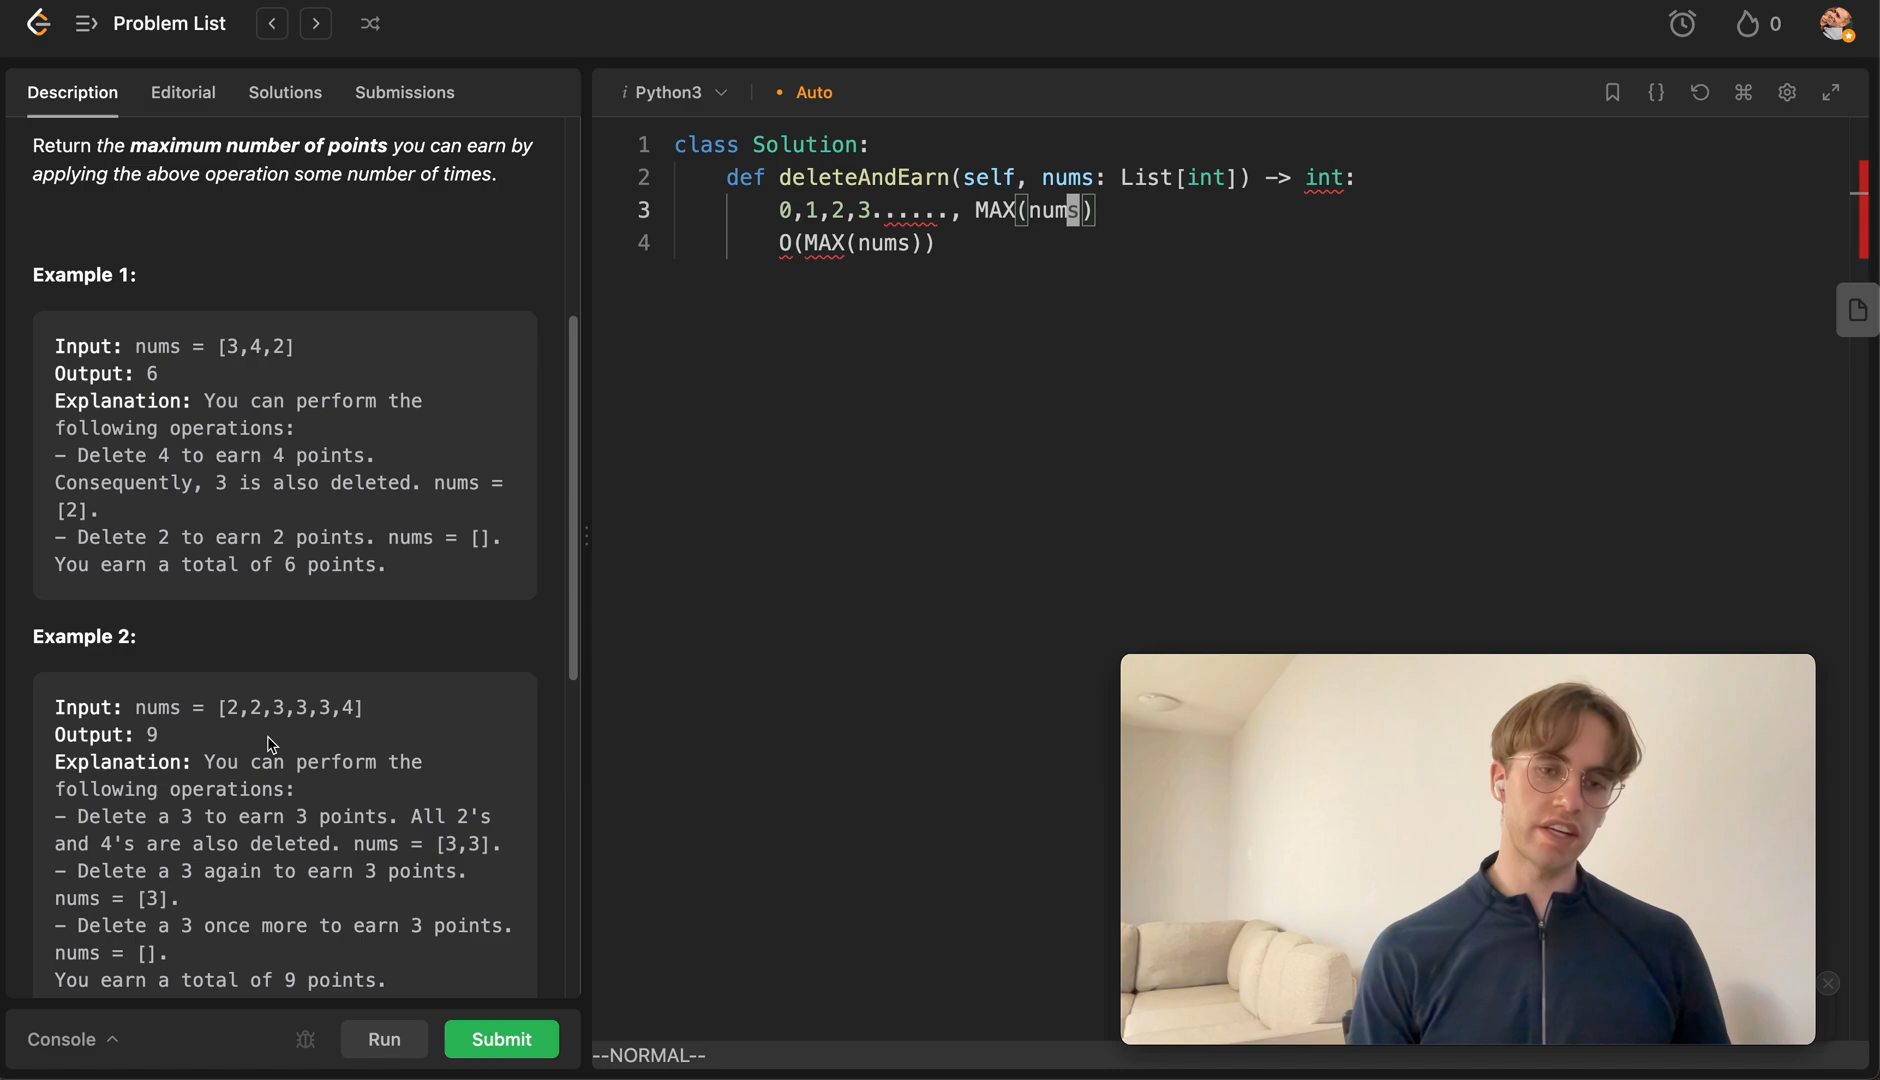 Problem List
0
Description Editorial Solutions Submissions
Return the maximum number of points you can earn by
applying the above operation some number of times.
Example 1:
Input: nums = [3,4,2]
Output: 6
Explanation: You can perform the
following operations:
- Delete 4 to earn 4 points.
Consequently, 3 is also deleted. nums =
[2].
- Delete 2 to earn 2 points. nums = [].
You earn a total of 6 points.
Example 2:
Input: nums = [2,2,3,3,3,4]
Output: 9
Explanation: You can perform the
following operations:
- Delete a 3 to earn 3 points. All 2's
and 4's are also deleted. nums = [3,3].
- Delete a 3 again to earn 3 points.
nums = [3].
- Delete a 3 once more to earn 3 points.
nums = [].
You earn a total of 9 points.
Console
Run
Submit
i Python3
• Auto
1 class Solution:
2 def deleteAndEarn(self, nums: List[int]) -> int:
3 0,1,2,3......, MAX(nums)
4 O(MAX(nums))
--NORMAL--